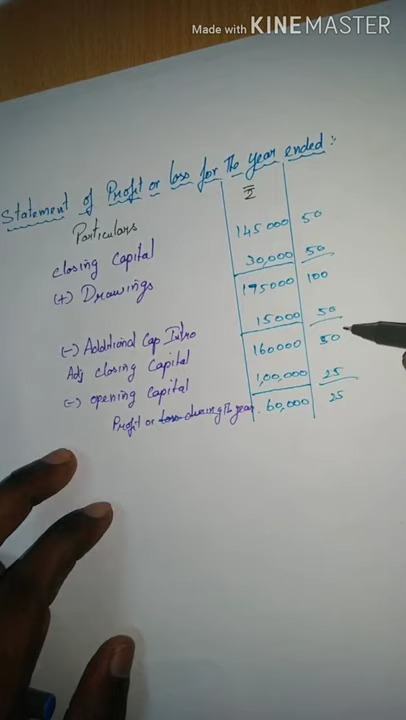 Made with KINEMASTER
Statement of Profit or loss for The year ended :-
Particulars ₹
closing Capital 145000 50
(+) Drawings 30,000 50
175000 100
(-) Additional Cap Intro 15000 50
Adj closing Capital 160000 50
(-) opening Capital 1,00,000 25
Profit or loss during The year. 60,000 25